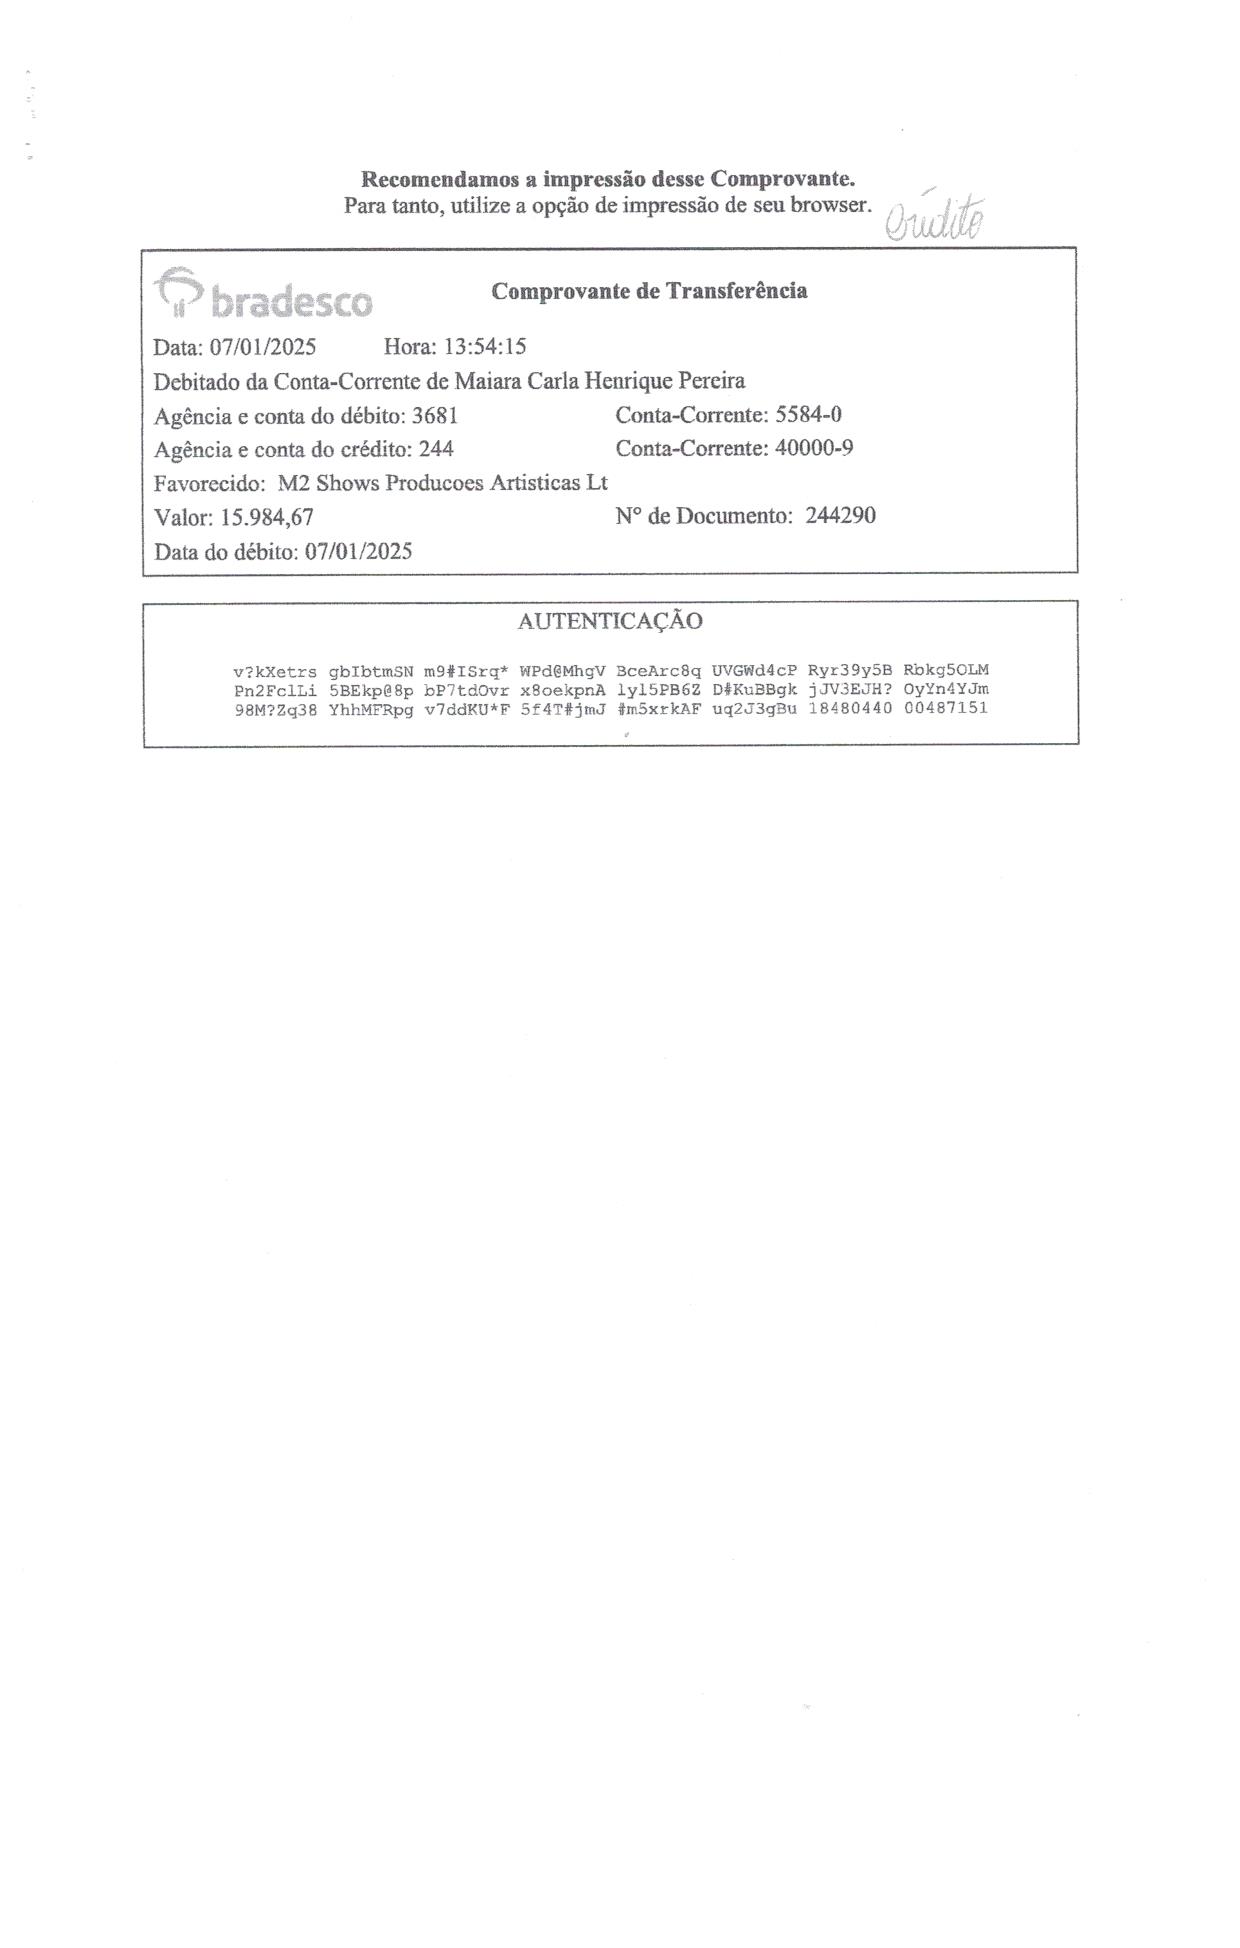 Recomendamos a impressão desse Comprovante.
Para tanto, utilize a opção de impressão de seu browser.
Crédito
bradesco
Comprovante de Transferência
Data: 07/01/2025 Hora: 13:54:15
Debitado da Conta-Corrente de Maiara Carla Henrique Pereira
Agência e conta do débito: 3681 Conta-Corrente: 5584-0
Agência e conta do crédito: 244 Conta-Corrente: 40000-9
Favorecido: M2 Shows Producoes Artisticas Lt
Valor: 15.984,67 Nº de Documento: 244290
Data do débito: 07/01/2025
AUTENTICAÇÃO
v?kXetrs gbIbtmSN m9#ISrq* WPd@MhgV BceArc8q UVGWd4cP Ryr39y5B Rbkg5OLM
Pn2FclLi 5BEkp@8p bP7tdOvr x8oekpnA lyl5PB6Z D#KuBBgk jJV3EJH? OyYn4YJm
98M?Zq38 YhhMFRpg v7ddKU*F 5f4T#jmJ #m5xrkAF uq2J3gBu 18480440 00487151